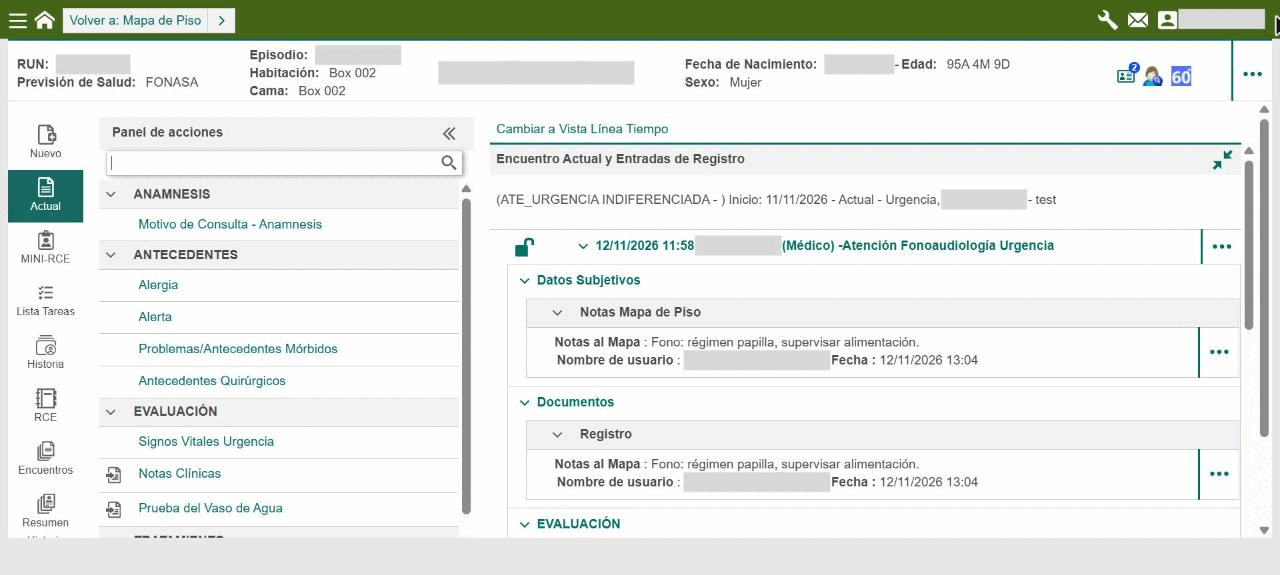 Volver a: Mapa de Piso
RUN:
Previsión de Salud: FONASA
Episodio:
Habitación: Box 002
Cama: Box 002
Fecha de Nacimiento: - Edad: 95A 4M 9D
Sexo: Mujer
2
60
Nuevo
Actual
MINI-RCE
Lista Tareas
Historia
RCE
Encuentros
Resumen
Panel de acciones
ANAMNESIS
Motivo de Consulta - Anamnesis
ANTECEDENTES
Alergia
Alerta
Problemas/Antecedentes Mórbidos
Antecedentes Quirúrgicos
EVALUACIÓN
Signos Vitales Urgencia
Notas Clínicas
Prueba del Vaso de Agua
Cambiar a Vista Línea Tiempo
Encuentro Actual y Entradas de Registro
(ATE_URGENCIA INDIFERENCIADA - ) Inicio: 11/11/2026 - Actual - Urgencia, - test
12/11/2026 11:58 (Médico) -Atención Fonoaudiología Urgencia
Datos Subjetivos
Notas Mapa de Piso
Notas al Mapa : Fono: régimen papilla, supervisar alimentación.
Nombre de usuario : Fecha : 12/11/2026 13:04
Documentos
Registro
Notas al Mapa : Fono: régimen papilla, supervisar alimentación.
Nombre de usuario : Fecha : 12/11/2026 13:04
EVALUACIÓN